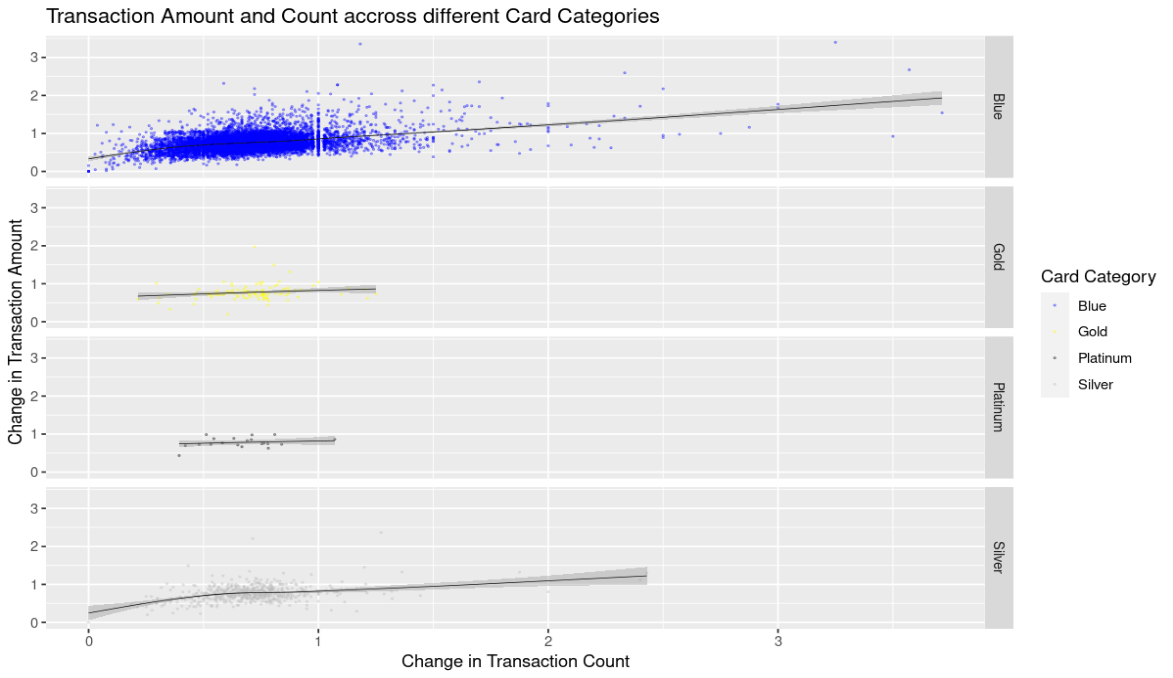 Transaction Amount and Count accross different Card Categories
Change in Transaction Amount
3
2
1
0
Blue
3
2
1
0
Gold
3
2
1
0
Platinum
3
2
1
0
Silver
0 1 2 3
Change in Transaction Count
Card Category
Blue
Gold
Platinum
Silver